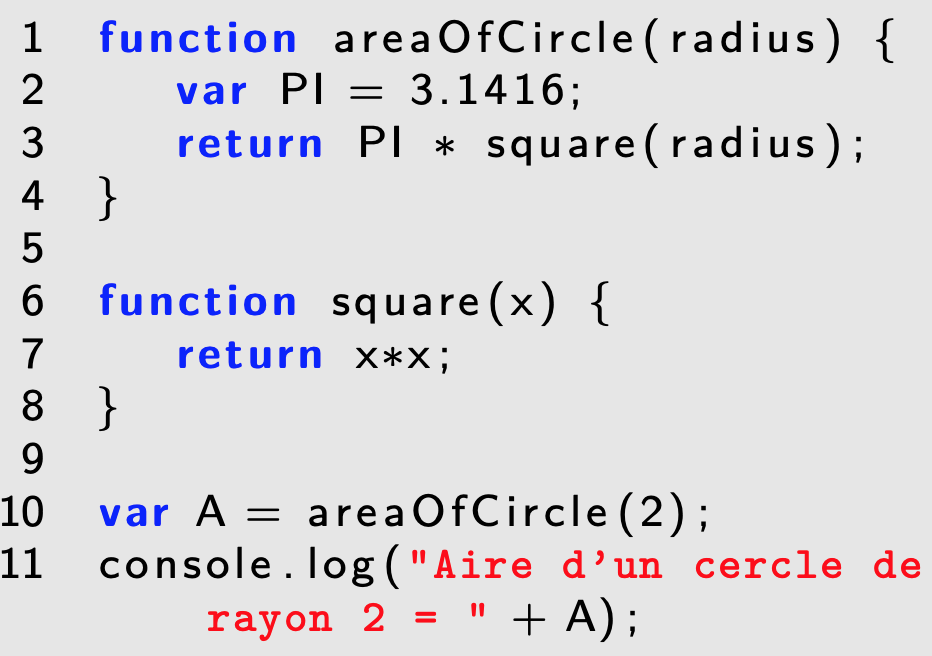 1 function areaOfCircle(radius) {
2 var PI = 3.1416;
3 return PI * square(radius);
4 }
5
6 function square(x) {
7 return x*x;
8 }
9
10 var A = areaOfCircle(2);
11 console.log("Aire d'un cercle de
rayon 2 = " + A);